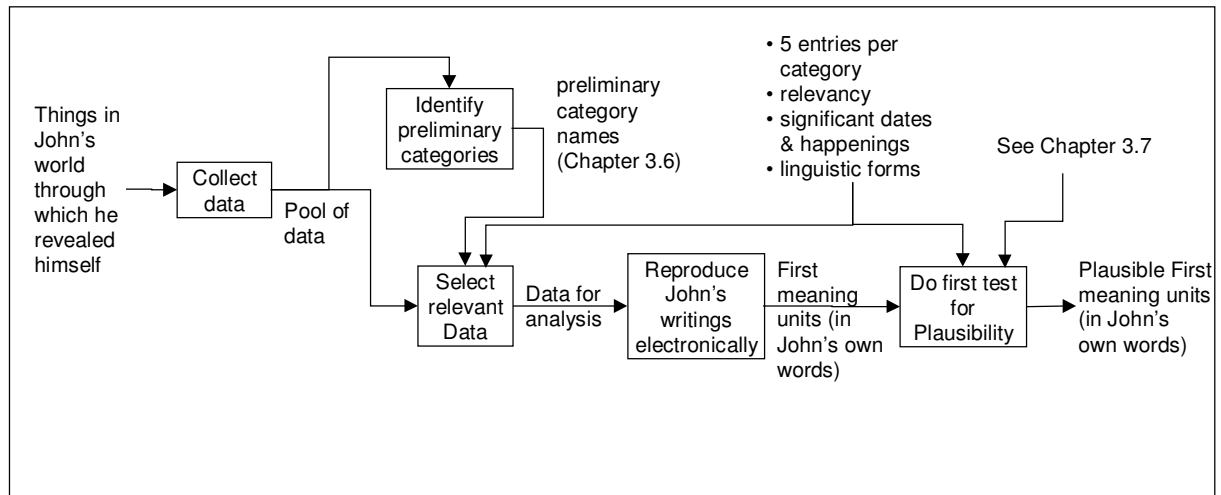 Things in
John's
world
through
which he
revealed
himself
Collect
data
Pool of
data
Identify
preliminary
categories
preliminary
category
names
(Chapter 3.6)
• 5 entries per
category
• relevancy
• significant dates
& happenings
• linguistic forms
See Chapter 3.7
Select
relevant
Data
Data for
analysis
Reproduce
John's
writings
electronically
First
meaning
units (in
John's own
words)
Do first test
for
Plausibility
Plausible First
meaning units
(in John's
own words)